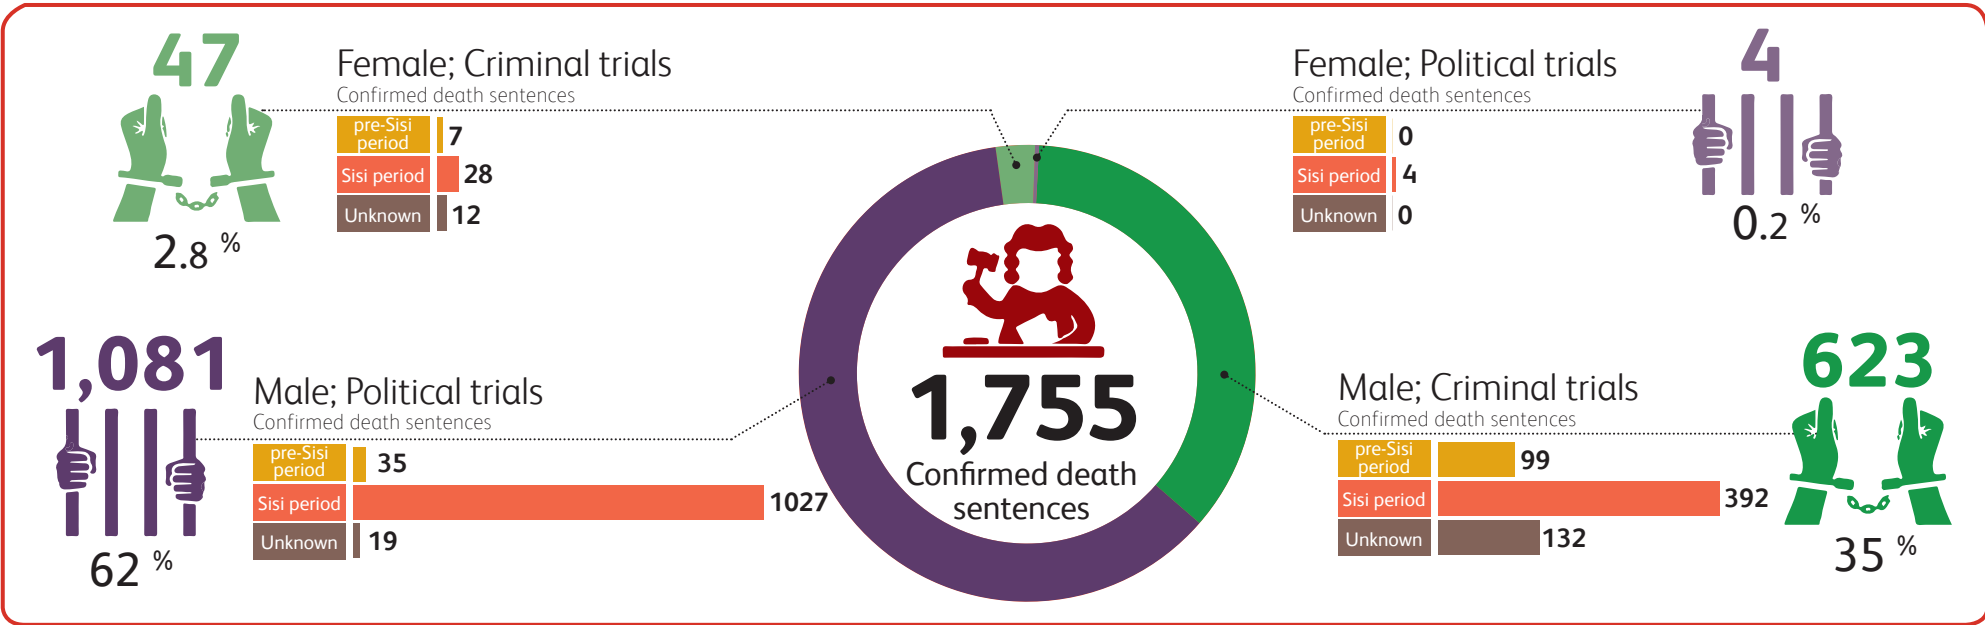 47
Female; Criminal trials
Confirmed death sentences
pre-Sisi
period
7
Sisi period
28
Unknown
12
2.8 %
Female; Political trials
Confirmed death sentences
pre-Sisi
period
0
Sisi period
4
Unknown
0
4
0.2 %
1,081
Male; Political trials
Confirmed death sentences
pre-Sisi
period
35
Sisi period
1027
Unknown
19
62 %
1,755
Confirmed death
sentences
Male; Criminal trials
Confirmed death sentences
pre-Sisi
period
99
Sisi period
392
Unknown
132
623
35 %